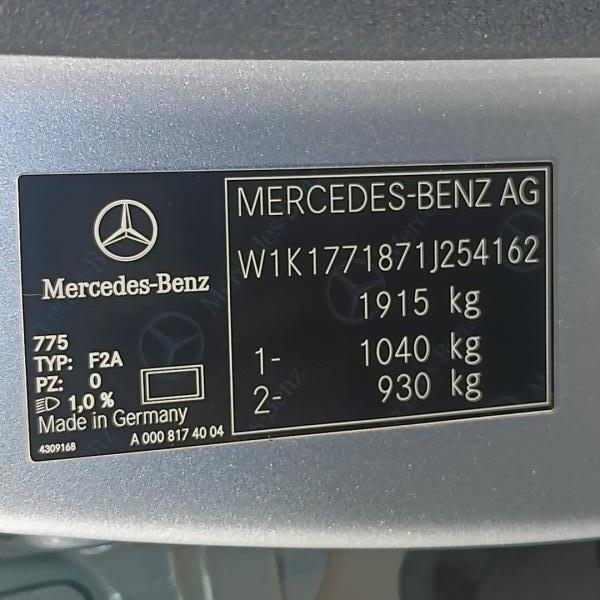 Mercedes-Benz
775
TYP: F2A
PZ: 0
1,0 %
Made in Germany
4309168
A 000 817 40 04
MERCEDES-BENZ AG
W1K1771871J254162
1915 kg
1- 1040 kg
2- 930 kg